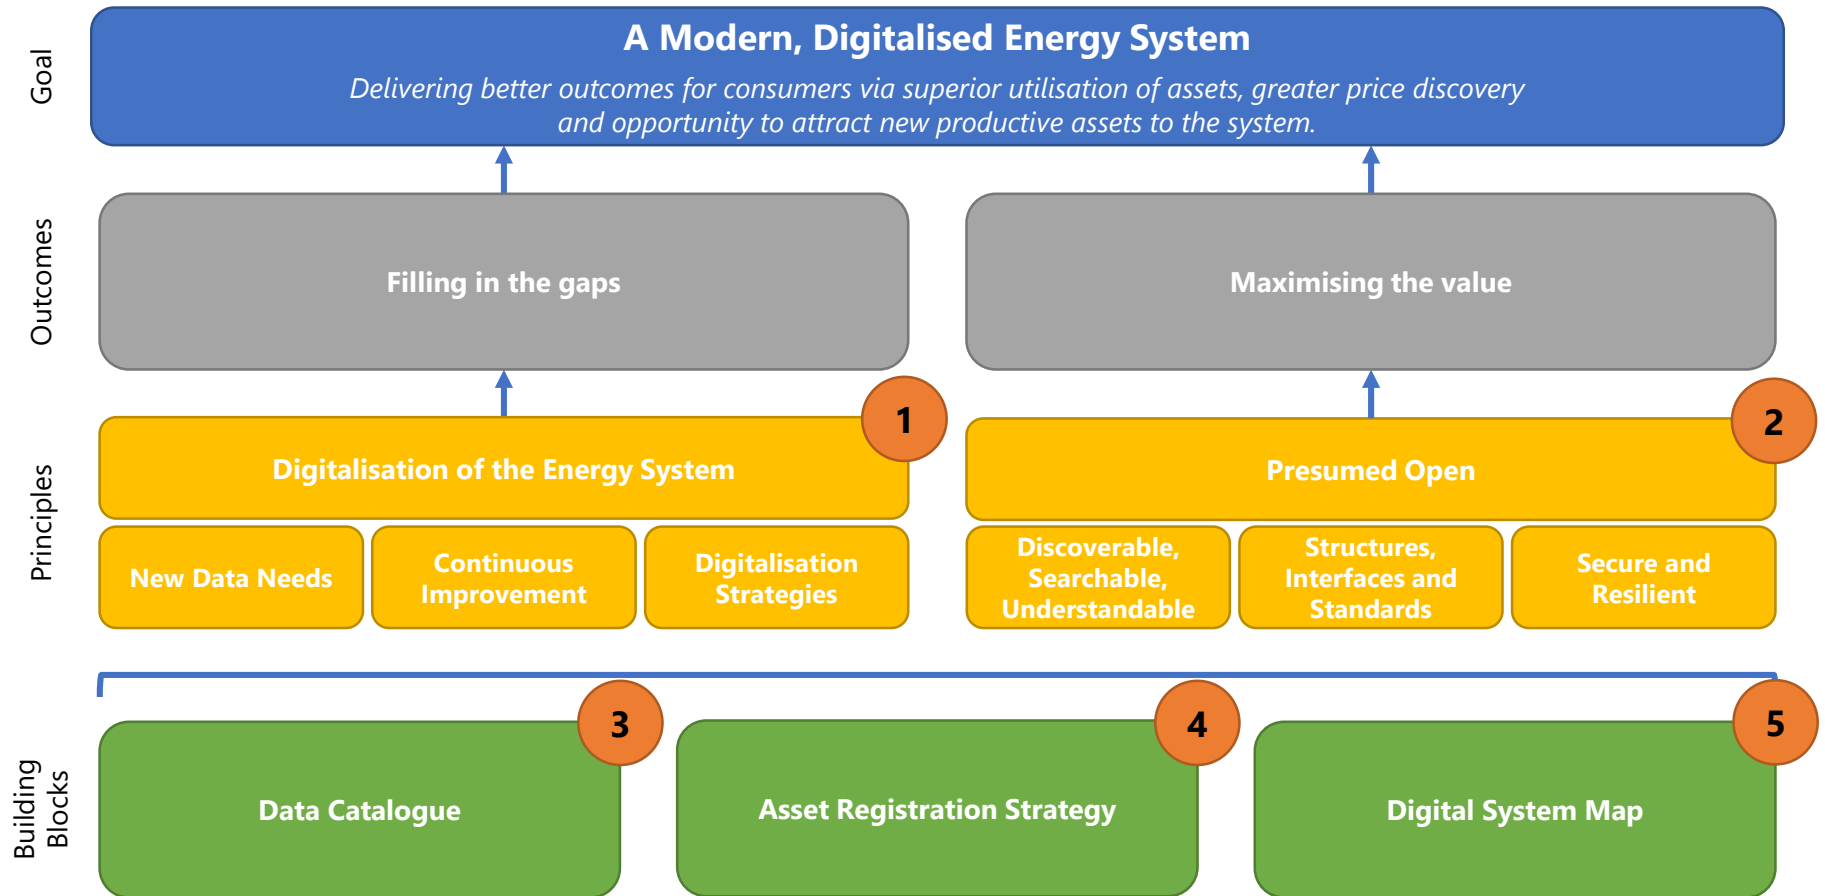 Goal
A Modern, Digitalised Energy System
Delivering better outcomes for consumers via superior utilisation of assets, greater price discovery
and opportunity to attract new productive assets to the system.
Outcomes
Filling in the gaps
Maximising the value
Principles
1
Digitalisation of the Energy System
2
Presumed Open
New Data Needs
Continuous
Improvement
Digitalisation
Strategies
Discoverable,
Searchable,
Understandable
Structures,
Interfaces and
Standards
Secure and
Resilient
Building
Blocks
3
Data Catalogue
4
Asset Registration Strategy
5
Digital System Map